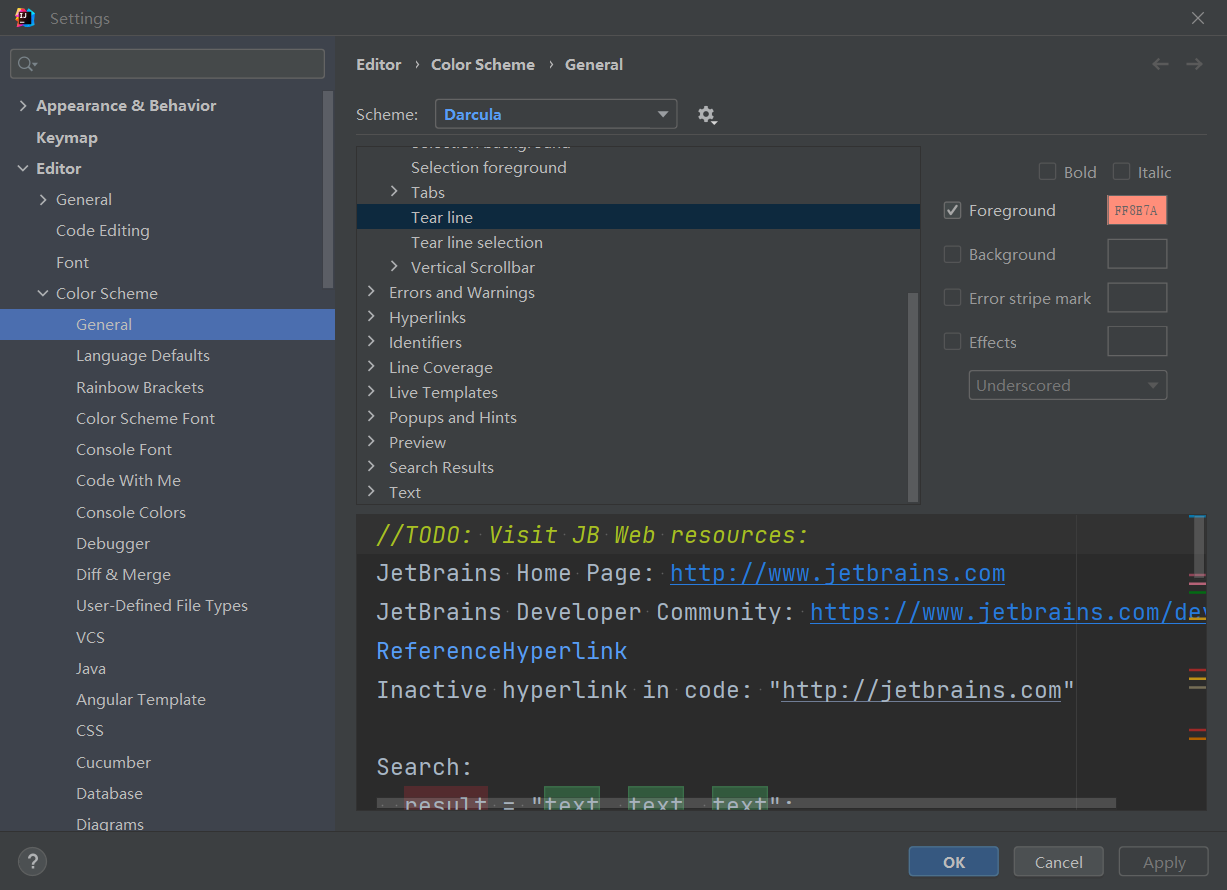 Settings
Editor › Color Scheme › General
Appearance & Behavior
Keymap
Editor
General
Code Editing
Font
Color Scheme
General
Language Defaults
Rainbow Brackets
Color Scheme Font
Console Font
Code With Me
Console Colors
Debugger
Diff & Merge
User-Defined File Types
VCS
Java
Angular Template
CSS
Cucumber
Database
Diagrams
Scheme: Darcula
Selection background
Selection foreground
Tabs
Tear line
Tear line selection
Vertical Scrollbar
Errors and Warnings
Hyperlinks
Identifiers
Line Coverage
Live Templates
Popups and Hints
Preview
Search Results
Text
Bold Italic
Foreground FF8E7A
Background
Error stripe mark
Effects
Underscored
//TODO: Visit JB Web resources:
JetBrains Home Page: http://www.jetbrains.com
JetBrains Developer Community: https://www.jetbrains.com/dev
ReferenceHyperlink
Inactive hyperlink in code: "http://jetbrains.com"
Search:
result = "text text text";
?
OK Cancel Apply